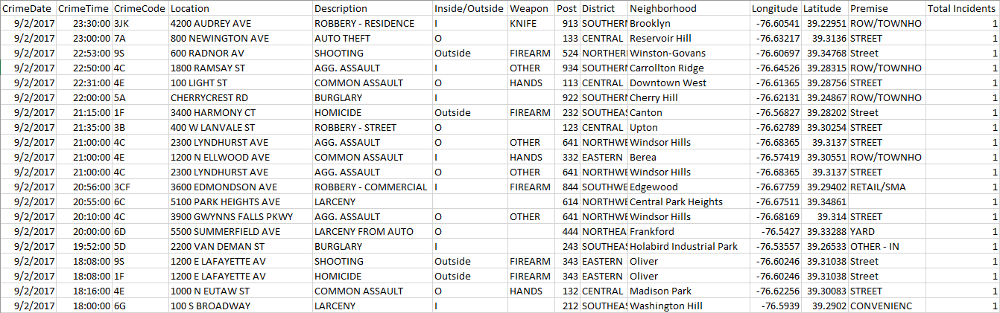 CrimeDate CrimeTime CrimeCode Location Description Inside/Outside Weapon Post District Neighborhood Longitude Latitude Premise Total Incidents
9/2/2017 23:30:00 3JK 4200 AUDREY AVE ROBBERY - RESIDENCE I KNIFE 913 SOUTHERN Brooklyn -76.60541 39.22951 ROW/TOWNHO 1
9/2/2017 23:00:00 7A 800 NEWINGTON AVE AUTO THEFT O 133 CENTRAL Reservoir Hill -76.63217 39.3136 STREET 1
9/2/2017 22:53:00 9S 600 RADNOR AV SHOOTING Outside FIREARM 524 NORTHERN Winston-Govans -76.60697 39.34768 Street 1
9/2/2017 22:50:00 4C 1800 RAMSAY ST AGG. ASSAULT I OTHER 934 SOUTHERN Carrollton Ridge -76.64526 39.28315 ROW/TOWNHO 1
9/2/2017 22:31:00 4E 100 LIGHT ST COMMON ASSAULT O HANDS 113 CENTRAL Downtown West -76.61365 39.28756 STREET 1
9/2/2017 22:00:00 5A CHERRYCREST RD BURGLARY I 922 SOUTHERN Cherry Hill -76.62131 39.24867 ROW/TOWNHO 1
9/2/2017 21:15:00 1F 3400 HARMONY CT HOMICIDE Outside FIREARM 232 SOUTHEAS Canton -76.56827 39.28202 Street 1
9/2/2017 21:35:00 3B 400 W LANVALE ST ROBBERY - STREET O 123 CENTRAL Upton -76.62789 39.30254 STREET 1
9/2/2017 21:00:00 4C 2300 LYNDHURST AVE AGG. ASSAULT O OTHER 641 NORTHWE Windsor Hills -76.68365 39.3137 STREET 1
9/2/2017 21:00:00 4E 1200 N ELLWOOD AVE COMMON ASSAULT I HANDS 332 EASTERN Berea -76.57419 39.30551 ROW/TOWNHO 1
9/2/2017 21:00:00 4C 2300 LYNDHURST AVE AGG. ASSAULT O OTHER 641 NORTHWE Windsor Hills -76.68365 39.3137 STREET 1
9/2/2017 20:56:00 3CF 3600 EDMONDSON AVE ROBBERY - COMMERCIAL I FIREARM 844 SOUTHWE Edgewood -76.67759 39.29402 RETAIL/SMA 1
9/2/2017 20:55:00 6C 5100 PARK HEIGHTS AVE LARCENY 614 NORTHWE Central Park Heights -76.67511 39.34861 1
9/2/2017 20:10:00 4C 3900 GWYNNS FALLS PKWY AGG. ASSAULT O OTHER 641 NORTHWE Windsor Hills -76.68169 39.314 STREET 1
9/2/2017 20:00:00 6D 5500 SUMMERFIELD AVE LARCENY FROM AUTO O 444 NORTHEA Frankford -76.5427 39.33288 YARD 1
9/2/2017 19:52:00 5D 2200 VAN DEMAN ST BURGLARY I 243 SOUTHEAS Holabird Industrial Park -76.53557 39.26533 OTHER - IN 1
9/2/2017 18:08:00 9S 1200 E LAFAYETTE AV SHOOTING Outside FIREARM 343 EASTERN Oliver -76.60246 39.31038 Street 1
9/2/2017 18:08:00 1F 1200 E LAFAYETTE AV HOMICIDE Outside FIREARM 343 EASTERN Oliver -76.60246 39.31038 Street 1
9/2/2017 18:16:00 4E 1000 N EUTAW ST COMMON ASSAULT O HANDS 132 CENTRAL Madison Park -76.62256 39.30083 STREET 1
9/2/2017 18:00:00 6G 100 S BROADWAY LARCENY I 212 SOUTHEAS Washington Hill -76.5939 39.2902 CONVENIENC 1